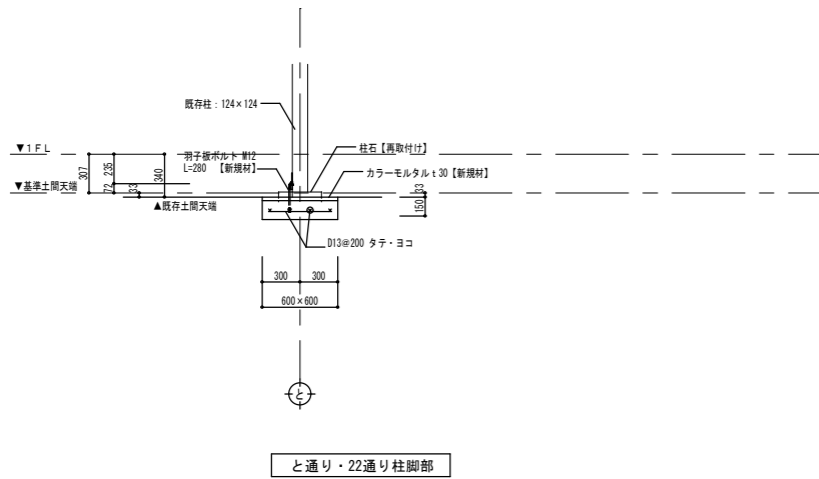 既存柱：124×124
▼１ＦＬ
羽子板ボルト M12
L=280 【新規材】
柱石【再取付け】
カラーモルタルｔ30【新規材】
307
235
340
72
33
33
▼基準土間天端
▲既存土間天端
150
D13@200 タテ・ヨコ
300
300
600×600
と
と通り・22通り柱脚部